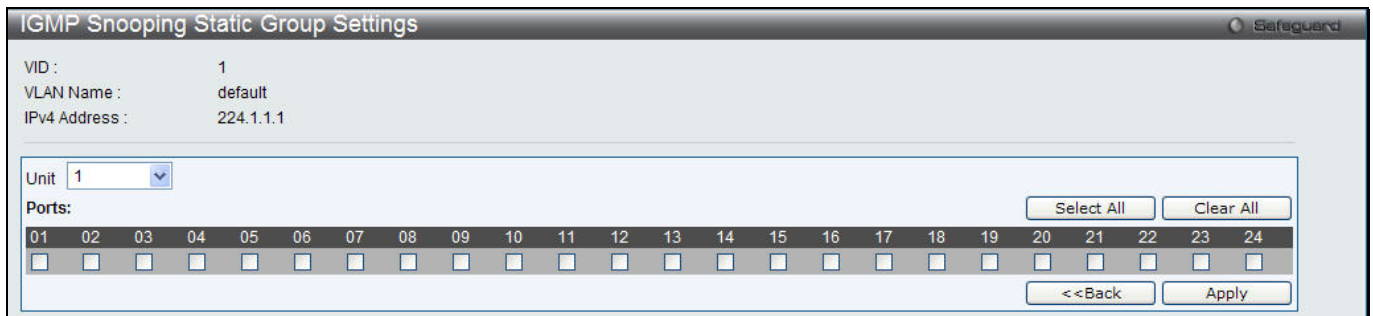 IGMP Snooping Static Group Settings
Safeguard
VID : 1
VLAN Name : default
IPv4 Address : 224.1.1.1
Unit 1
Ports:
Select All Clear All
01 02 03 04 05 06 07 08 09 10 11 12 13 14 15 16 17 18 19 20 21 22 23 24
<<Back Apply